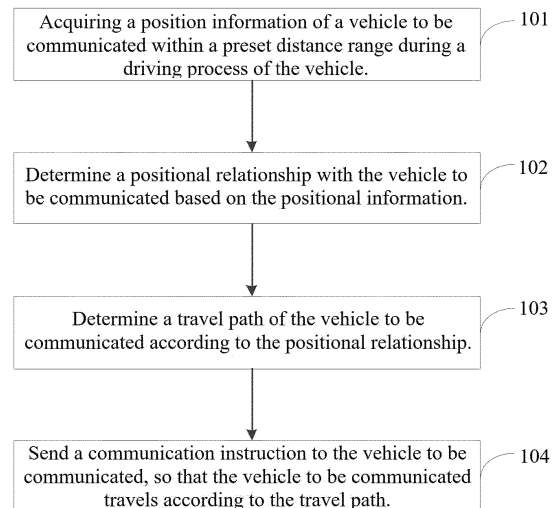 Acquiring a position information of a vehicle to be
communicated within a preset distance range during a
driving process of the vehicle.
101
Determine a positional relationship with the vehicle to
be communicated based on the positional information.
102
Determine a travel path of the vehicle to be
communicated according to the positional relationship.
103
Send a communication instruction to the vehicle to be
communicated, so that the vehicle to be communicated
travels according to the travel path.
104